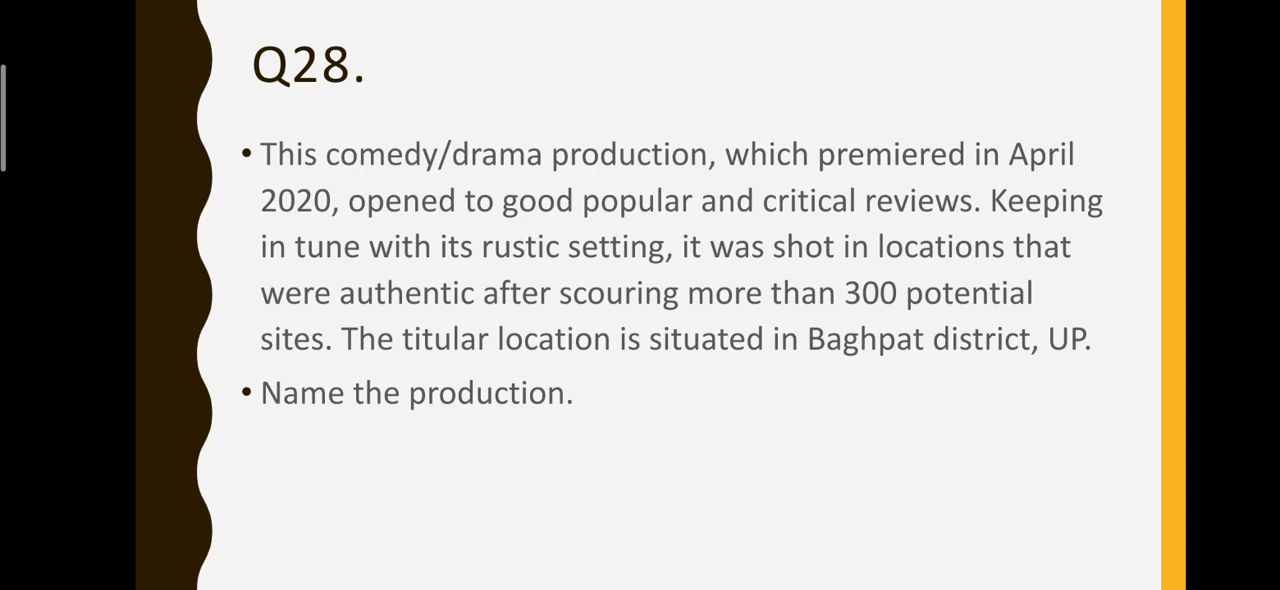 Q28.
• This comedy/drama production, which premiered in April
2020, opened to good popular and critical reviews. Keeping
in tune with its rustic setting, it was shot in locations that
were authentic after scouring more than 300 potential
sites. The titular location is situated in Baghpat district, UP.
• Name the production.